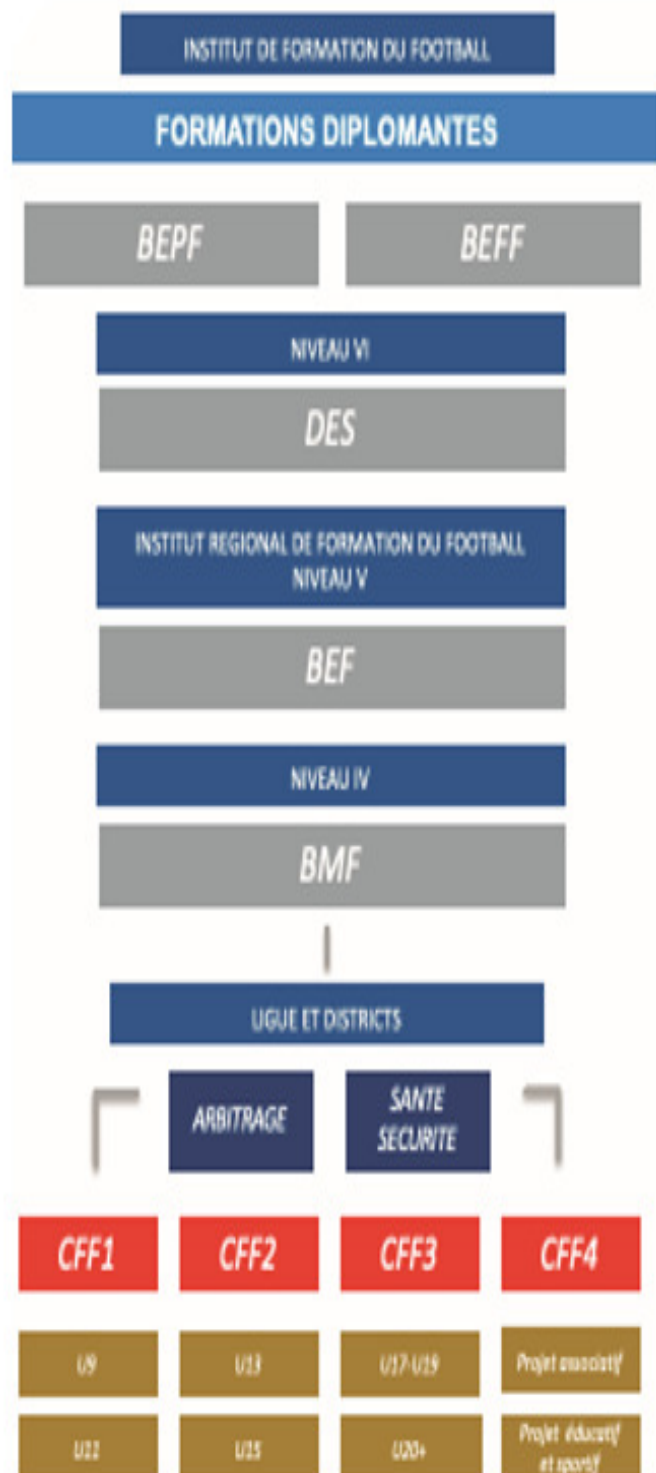 INSTITUT DE FORMATION DU FOOTBALL
FORMATIONS DIPLOMANTES
BEPF
BEFF
NIVEAU VI
DES
INSTITUT REGIONAL DE FORMATION DU FOOTBALL
NIVEAU V
BEF
NIVEAU IV
BMF
LIGUE ET DISTRICTS
ARBITRAGE
SANTE
SECURITE
CFF1
CFF2
CFF3
CFF4
U9
U13
U17-U19
Projet associatif
U11
U15
U20+
Projet éducatif
et sportif